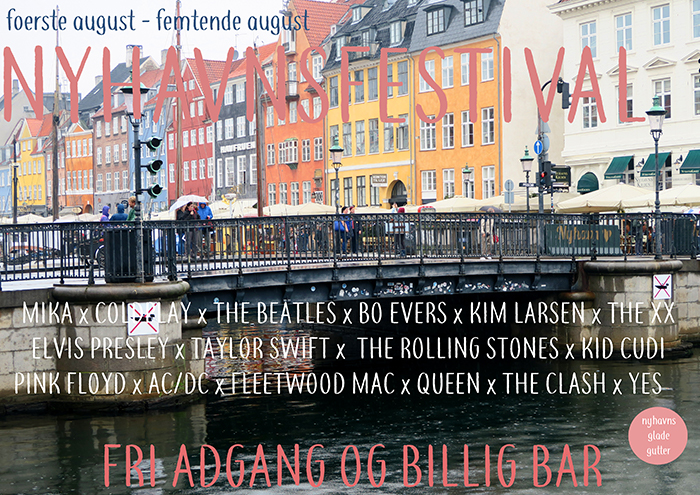 foerste august - femtende august
NYHAVNSFESTIVAL
Nyhavn
MIKA x COLDPLAY x THE BEATLES x BO EVERS x KIM LARSEN x THE XX
ELVIS PRESLEY x TAYLOR SWIFT x THE ROLLING STONES x KID CUDI
PINK FLOYD x AC/DC x FLEETWOOD MAC x QUEEN x THE CLASH x YES
nyhavns
glade
gutter
FRI ADGANG OG BILLIG BAR